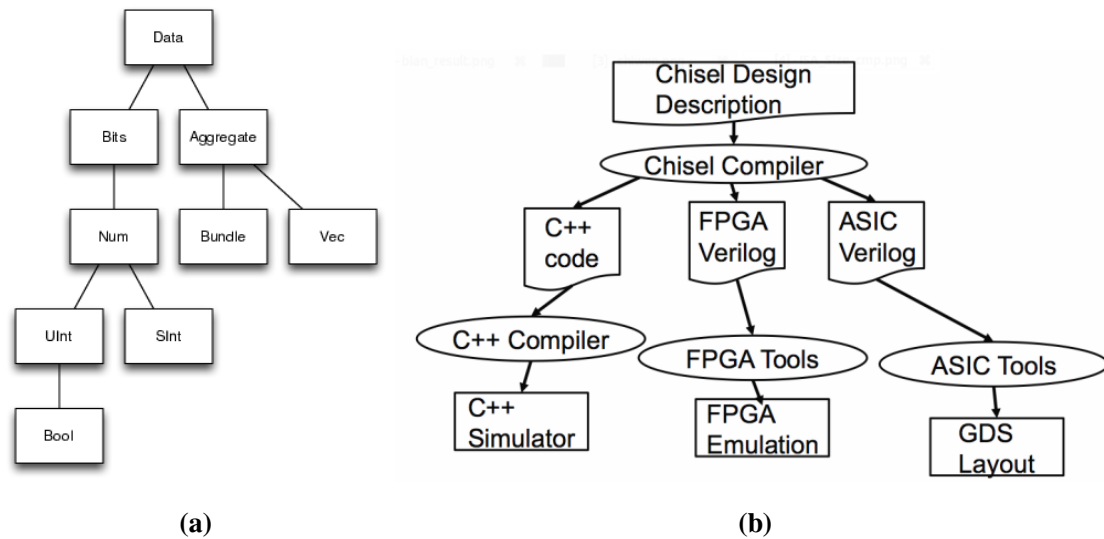 Data
Bits
Aggregate
Num
Bundle
Vec
UInt
SInt
Bool
(a)
Chisel Design
Description
Chisel Compiler
C++
code
FPGA
Verilog
ASIC
Verilog
C++ Compiler
FPGA Tools
ASIC Tools
C++
Simulator
FPGA
Emulation
GDS
Layout
(b)